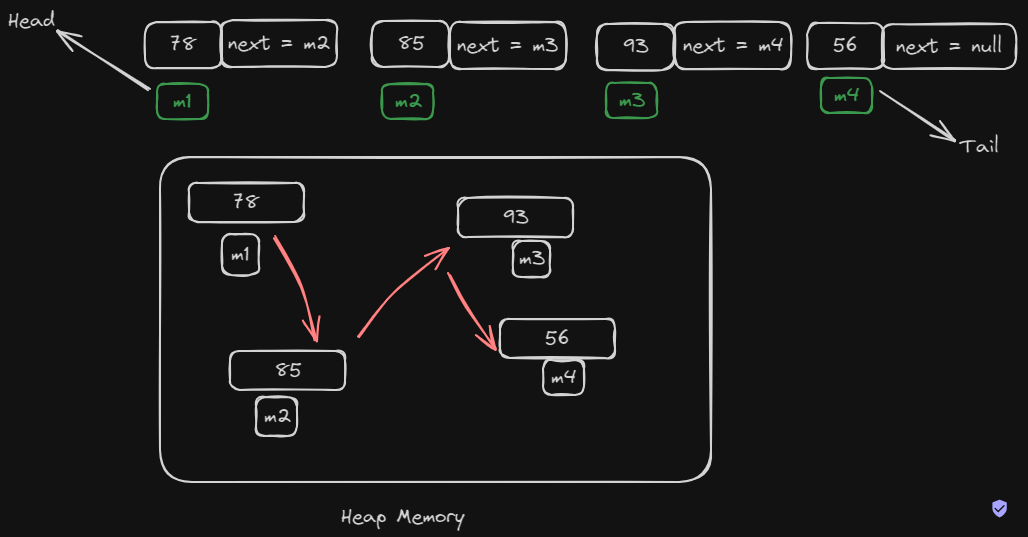 Head
78 next = m2 85 next = m3 93 next = m4 56 next = null
m1 m2 m3 m4
Tail
78
93
m1
m3
56
85
m4
m2
Heap Memory